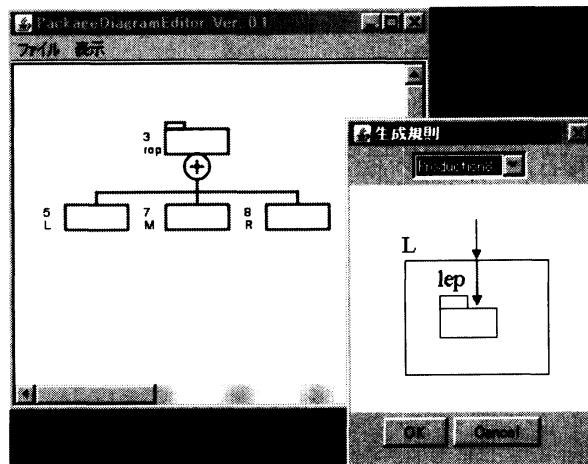 PackageDiagramEditor Ver. 0.1
ファイル 表示
3
rop
5
L
7
M
8
R
生成規則
Productions
L
lep
OK
Cancel